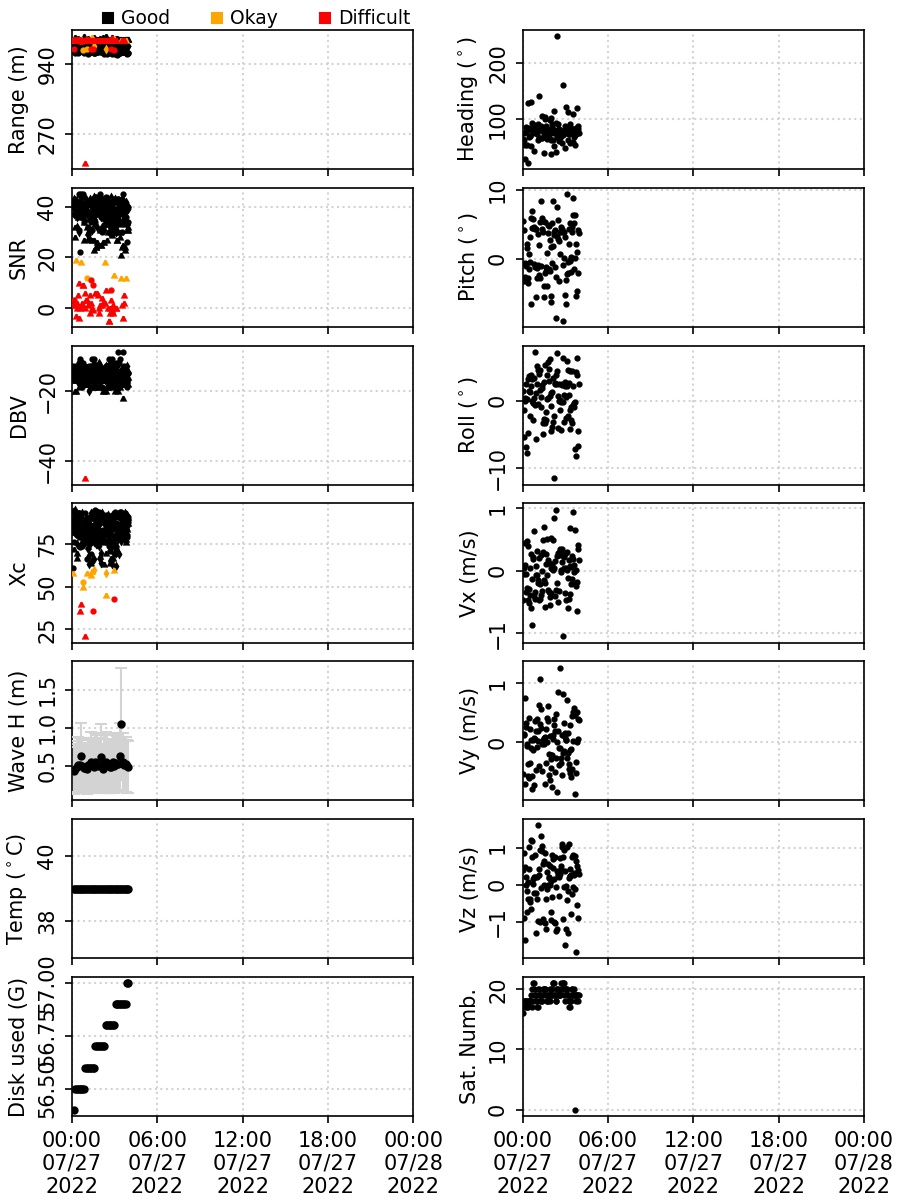 Good Okay Difficult
Range (m) 940 270
Heading (°) 200 100
SNR 40 20 0
Pitch (°) 10 0
DBV −20 −40
Roll (°) 0 −10
Xc 75 50 25
Vx (m/s) 1 0 −1
Wave H (m) 1.5 1.0 0.5
Vy (m/s) 1 0
Temp (°C) 40 38
Vz (m/s) 1 0 −1
Disk used (G) 57.00 56.75 56.50
Sat. Numb. 20 10 0
00:00 06:00 12:00 18:00 00:00
07/27 07/27 07/27 07/27 07/28
2022 2022 2022 2022 2022
00:00 06:00 12:00 18:00 00:00
07/27 07/27 07/27 07/27 07/28
2022 2022 2022 2022 2022